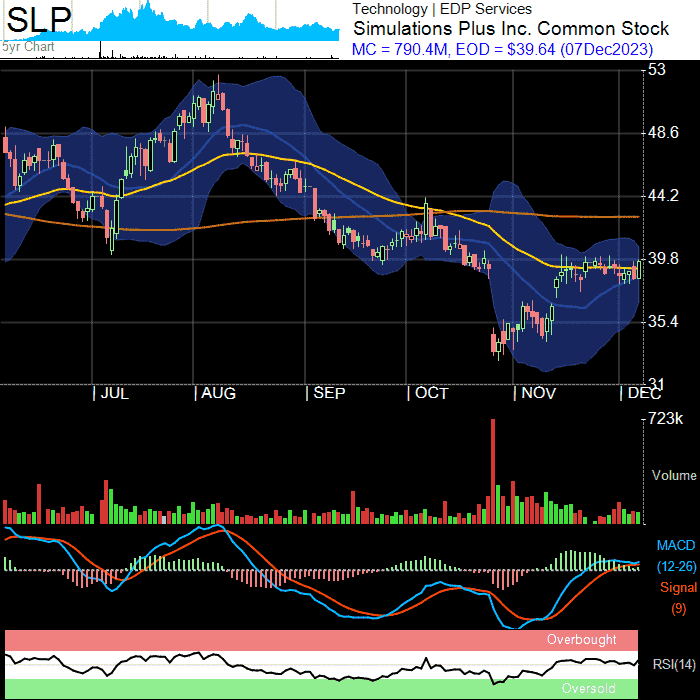 SLP
5yr Chart
Technology | EDP Services
Simulations Plus Inc. Common Stock
MC = 790.4M, EOD = $39.64 (07Dec2023)
53
48.6
44.2
39.8
35.4
31
JUL AUG SEP OCT NOV DEC
723k
Volume
MACD
(12-26)
Signal
(9)
Overbought
RSI(14)
Oversold